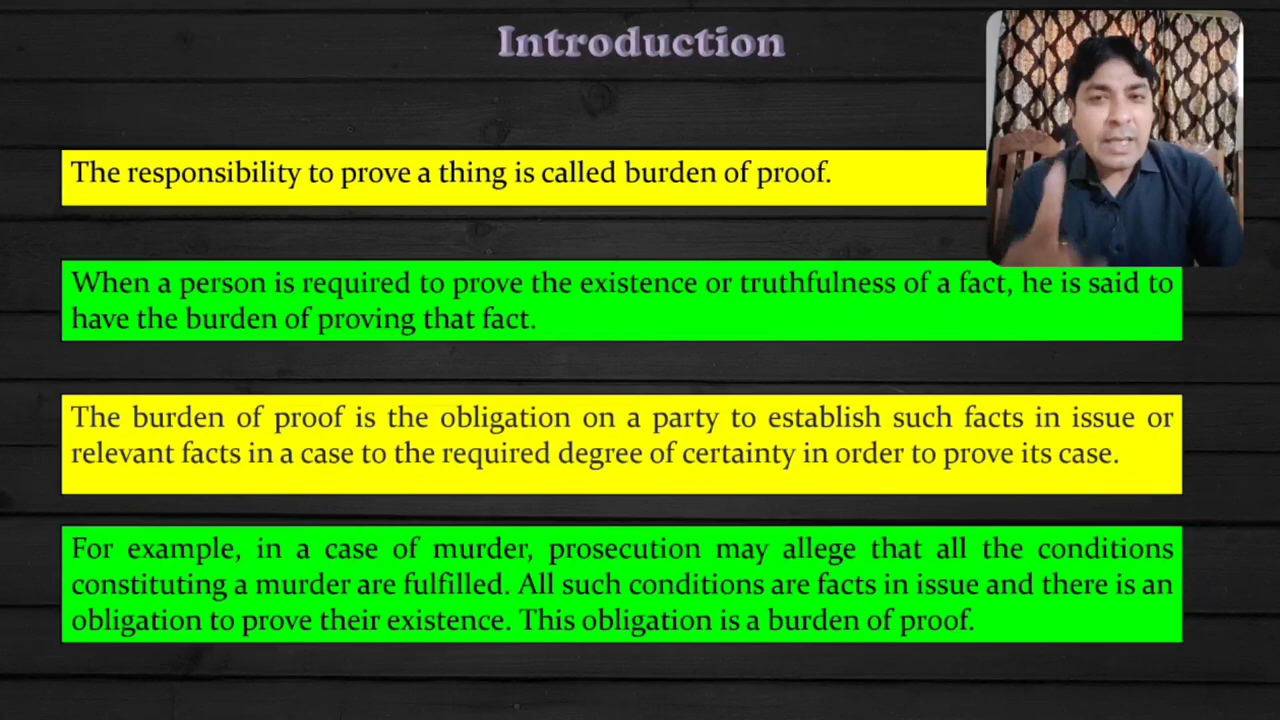 Introduction
The responsibility to prove a thing is called burden of proof.
When a person is required to prove the existence or truthfulness of a fact, he is said to
have the burden of proving that fact.
The burden of proof is the obligation on a party to establish such facts in issue or
relevant facts in a case to the required degree of certainty in order to prove its case.
For example, in a case of murder, prosecution may allege that all the conditions
constituting a murder are fulfilled. All such conditions are facts in issue and there is an
obligation to prove their existence. This obligation is a burden of proof.